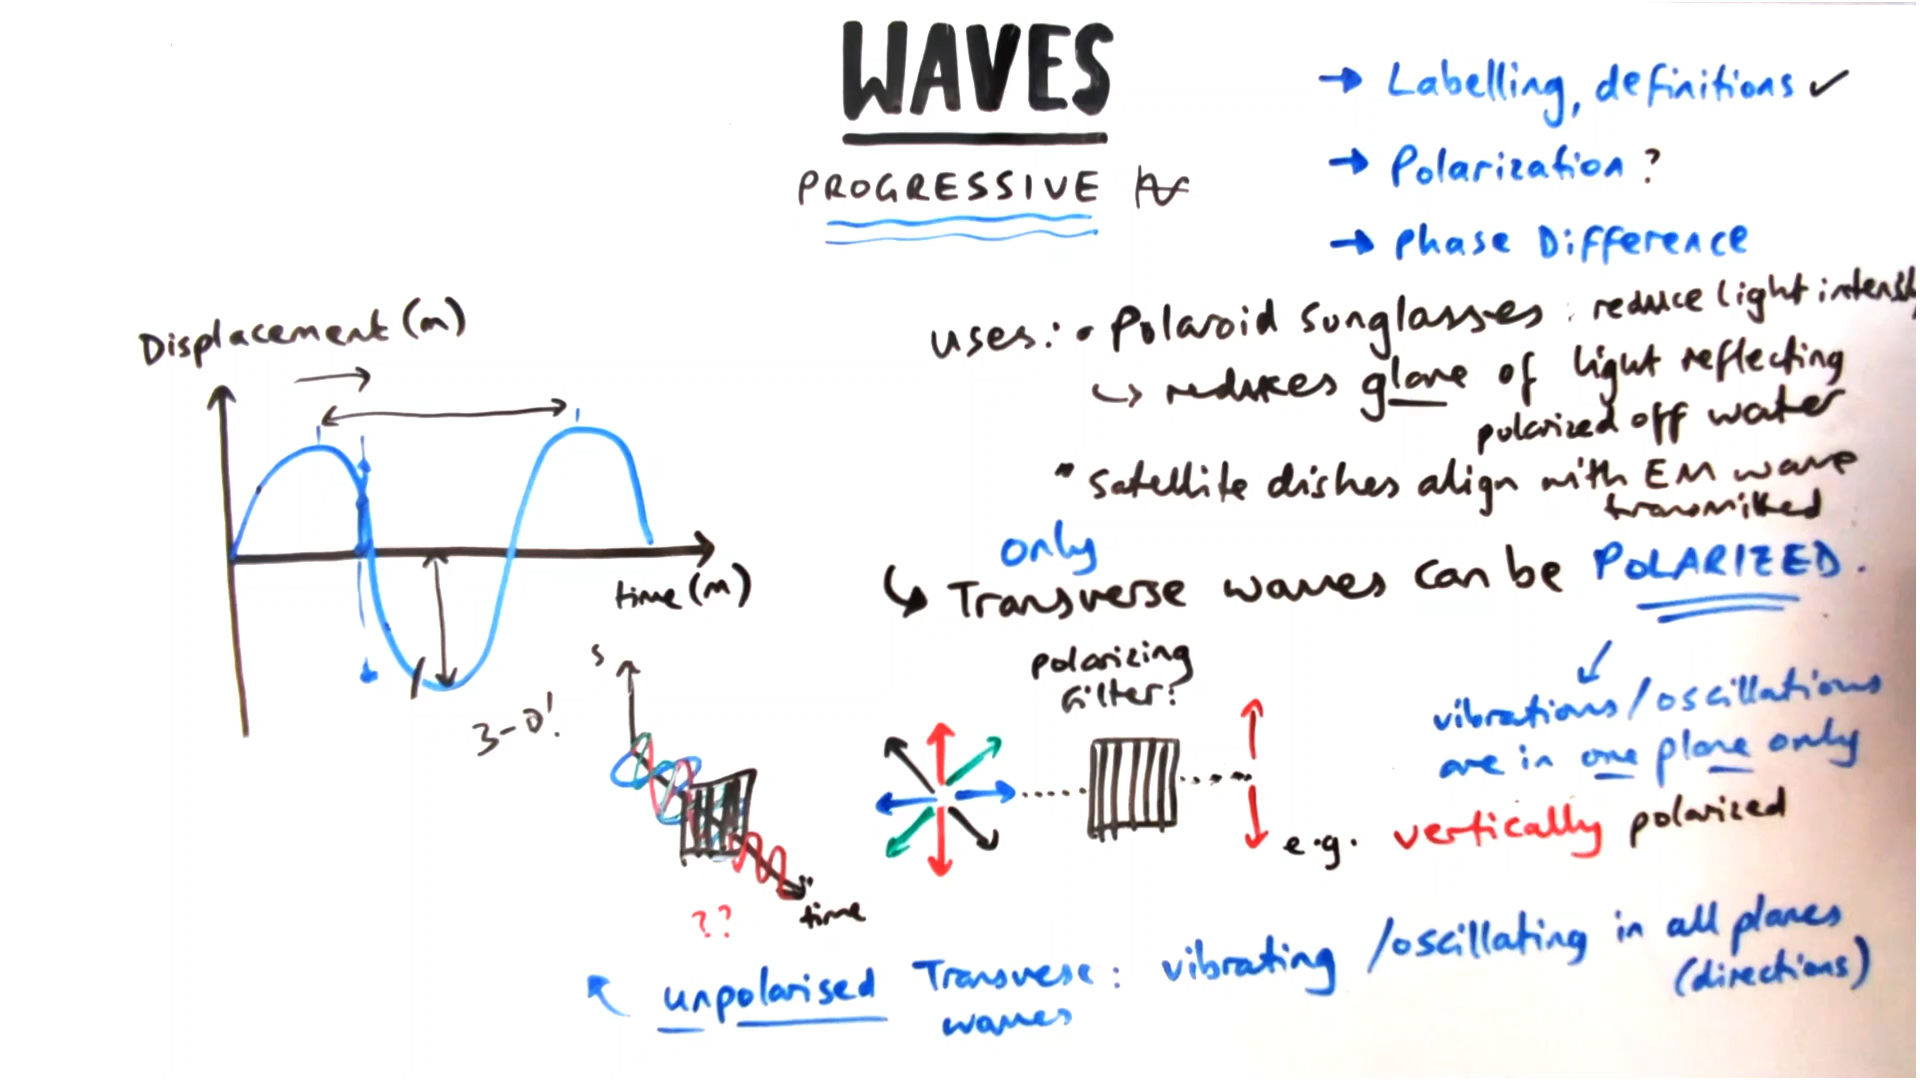 WAVES
PROGRESSIVE
→ Labelling, definitions ✓
→ Polarization?
→ Phase Difference
Displacement (m)
time (m)
uses: • Polaroid sunglasses : reduce light intensity
↳ reduces glare of light reflecting
polarized off water
• Satellite dishes align with EM wave
transmitted
only
↳ Transverse waves can be POLARIZED.
vibrations/oscillations
are in one plane only
e.g. vertically polarized
polarizing
filter:
3-D!
s
time
??
unpolarised Transvese: vibrating/oscillating in all planes
waves
(directions)